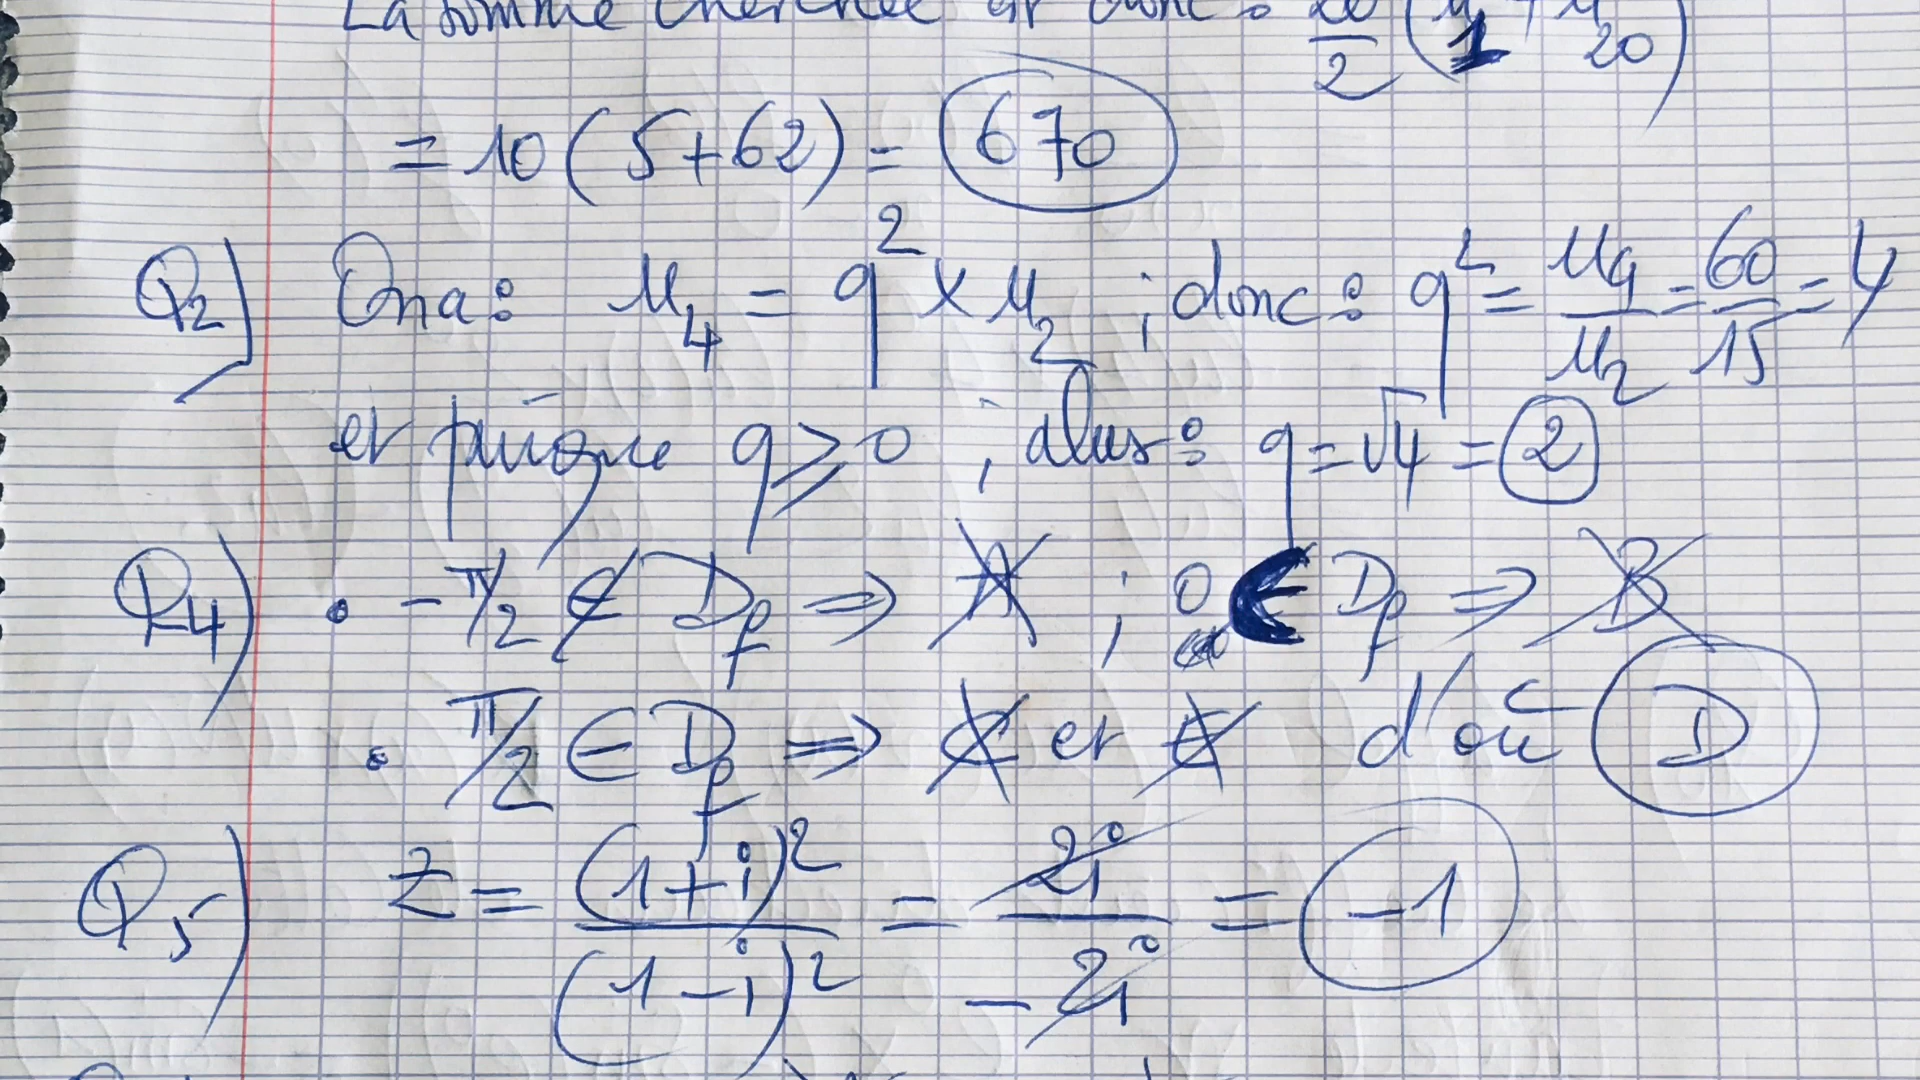 La somme cherchée est donc : 20/2 (u1 + u20)
= 10 ( 5 + 62 ) = 670
Q2) On a : u4 = q² × u2 ; donc : q² = u4/u2 = 60/15 = 4
et puisque q ≥ 0 ; alors : q = √4 = 2
Q4) • -π/2 ∉ Df ⇒ A ; 0 ∈ Df ⇒ B
• π/2 ∈ Df ⇒ C et E d'où D
Q5) z = (1+i)²/(1-i)² = 2i/-2i = -1